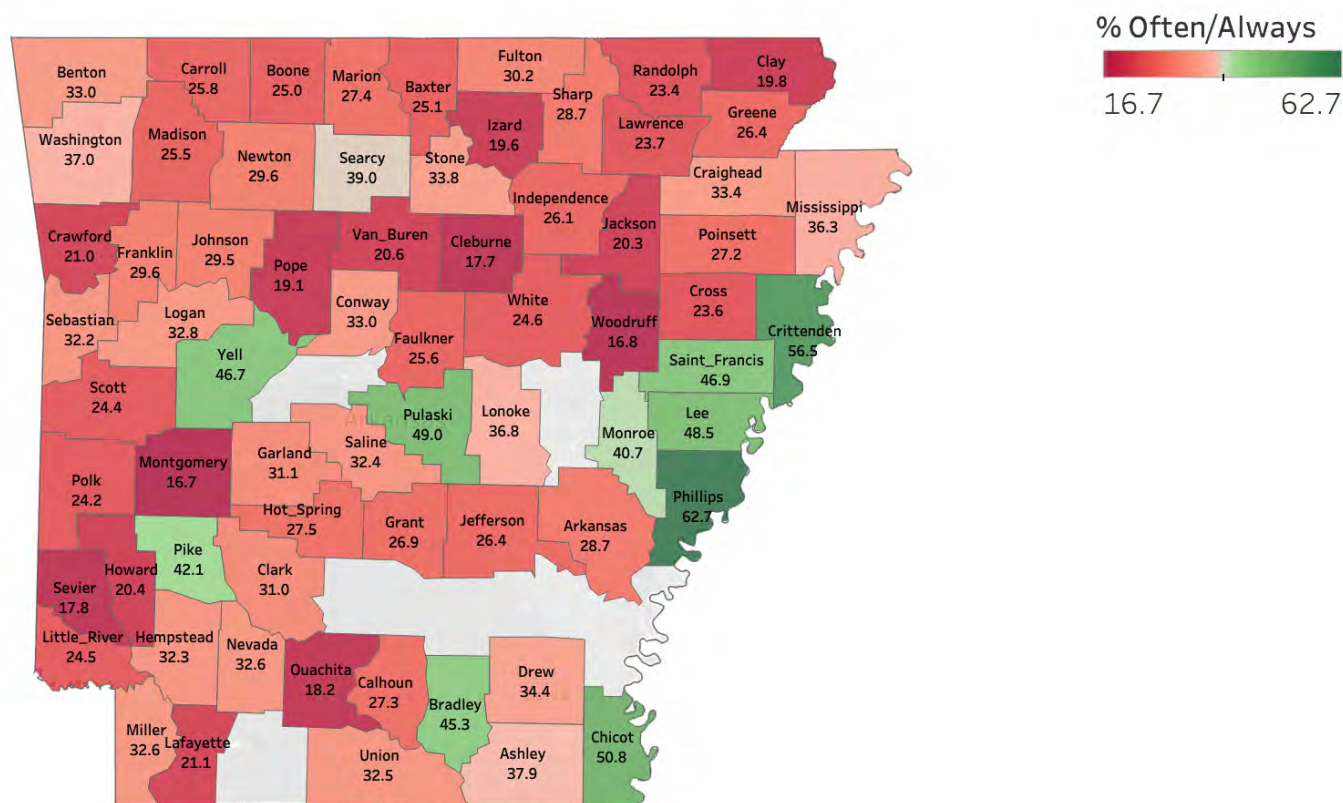 % Often/Always
16.7 62.7
Benton
33.0
Carroll
25.8
Boone
25.0
Marion
27.4
Baxter
25.1
Fulton
30.2
Sharp
28.7
Randolph
23.4
Clay
19.8
Greene
26.4
Lawrence
23.7
Izard
19.6
Washington
37.0
Madison
25.5
Newton
29.6
Searcy
39.0
Stone
33.8
Independence
26.1
Jackson
20.3
Craighead
33.4
Mississippi
36.3
Poinsett
27.2
Crawford
21.0
Franklin
29.6
Johnson
29.5
Pope
19.1
Van_Buren
20.6
Cleburne
17.7
Conway
33.0
White
24.6
Woodruff
16.8
Cross
23.6
Crittenden
56.5
Sebastian
32.2
Logan
32.8
Yell
46.7
Faulkner
25.6
Saint_Francis
46.9
Scott
24.4
Pulaski
49.0
Arkansas
Lonoke
36.8
Monroe
40.7
Lee
48.5
Polk
24.2
Montgomery
16.7
Garland
31.1
Saline
32.4
Phillips
62.7
Hot_Spring
27.5
Grant
26.9
Jefferson
26.4
Arkansas
28.7
Sevier
17.8
Howard
20.4
Pike
42.1
Clark
31.0
Little_River
24.5
Hempstead
32.3
Nevada
32.6
Ouachita
18.2
Calhoun
27.3
Bradley
45.3
Drew
34.4
Miller
32.6
Lafayette
21.1
Union
32.5
Ashley
37.9
Chicot
50.8